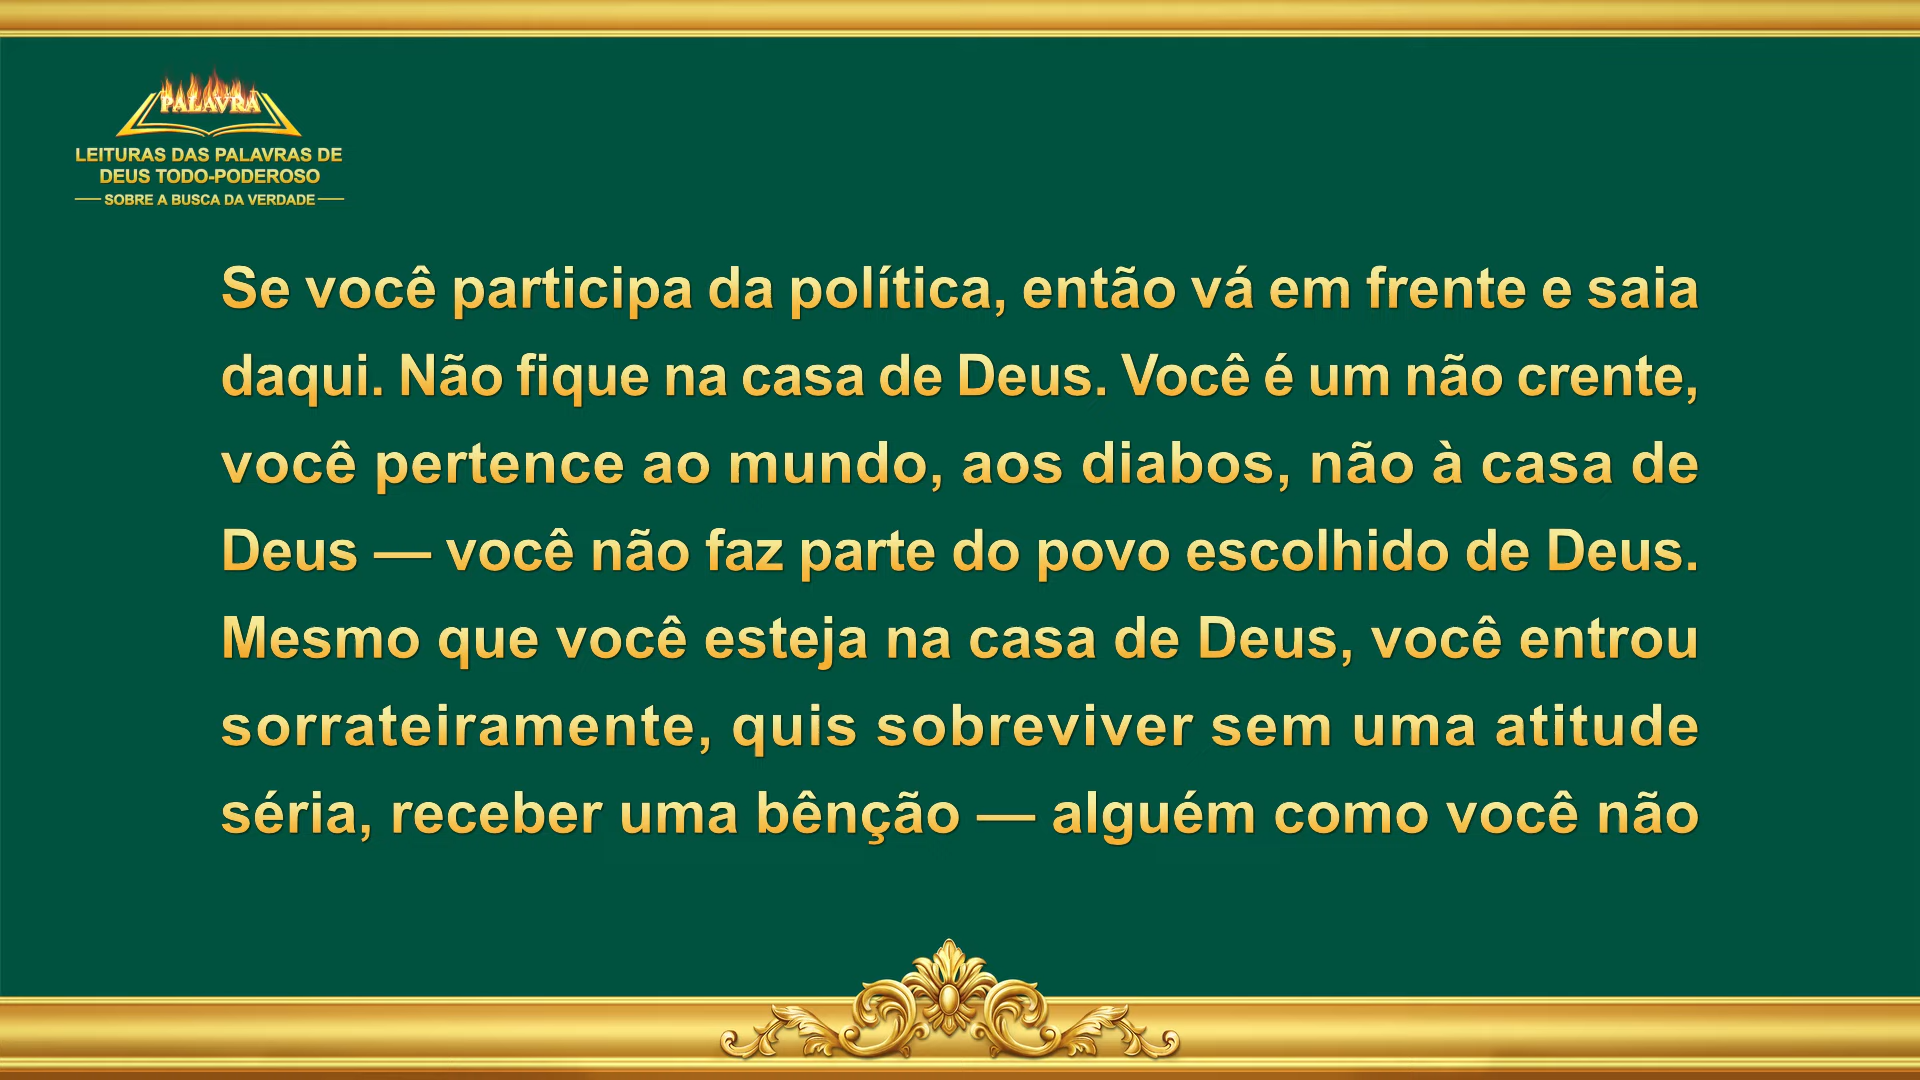 PALAVRA
LEITURAS DAS PALAVRAS DE
DEUS TODO-PODEROSO
SOBRE A BUSCA DA VERDADE
Se você participa da política, então vá em frente e saia
daqui. Não fique na casa de Deus. Você é um não crente,
você pertence ao mundo, aos diabos, não à casa de
Deus — você não faz parte do povo escolhido de Deus.
Mesmo que você esteja na casa de Deus, você entrou
sorrateiramente, quis sobreviver sem uma atitude
séria, receber uma bênção — alguém como você não